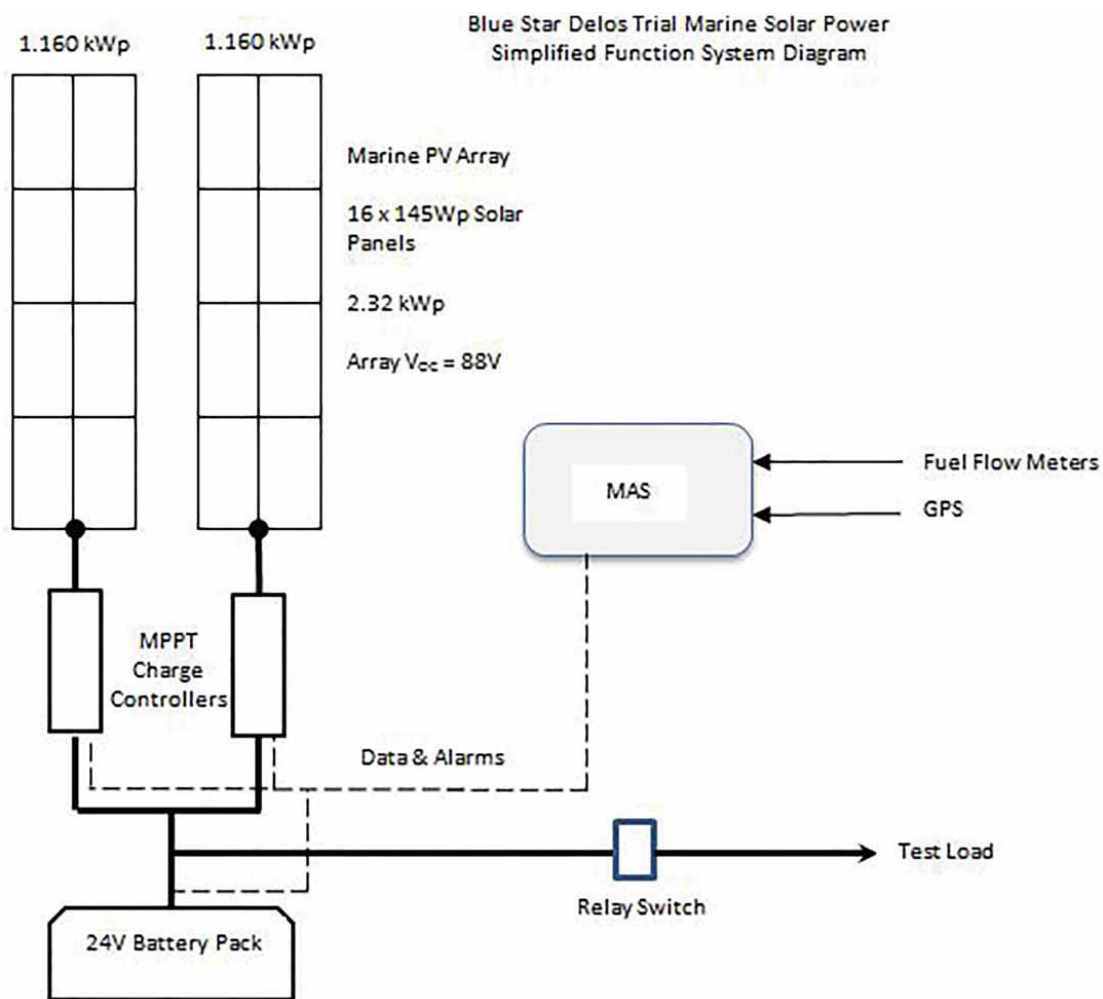 Blue Star Delos Trial Marine Solar Power
Simplified Function System Diagram
1.160 kWp
1.160 kWp
Marine PV Array
16 x 145Wp Solar
Panels
2.32 kWp
Array Voc = 88V
MAS
Fuel Flow Meters
GPS
MPPT
Charge
Controllers
Data & Alarms
Test Load
Relay Switch
24V Battery Pack